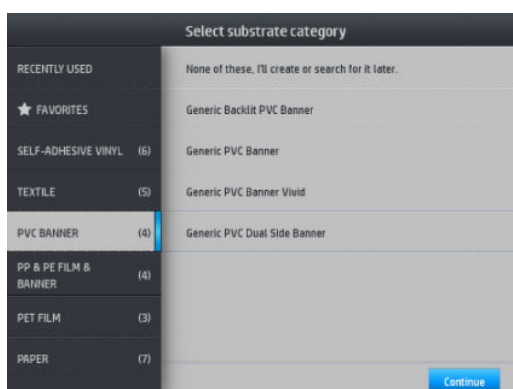 Select substrate category
RECENTLY USED
FAVORITES
SELF-ADHESIVE VINYL (6)
TEXTILE (5)
PVC BANNER (4)
PP & PE FILM &
BANNER (4)
PET FILM (3)
PAPER (7)
None of these, I'll create or search for it later.
Generic Backlit PVC Banner
Generic PVC Banner
Generic PVC Banner Vivid
Generic PVC Dual Side Banner
Continue